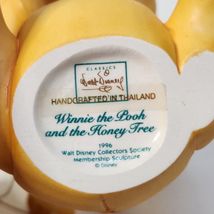 CLASSICS
Walt Disney
HANDCRAFTED IN THAILAND
Winnie the Pooh
and the Honey Tree
1996
Walt Disney Collectors Society
Membership Sculpture
© Disney